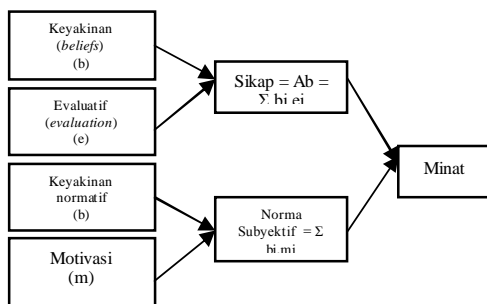 Keyakinan
(beliefs)
(b)
Evaluatif
(evaluation)
(e)
Keyakinan
normatif
(b)
Motivasi
(m)
Sikap = Ab =
Σ bi.ei
Norma
Subyektif = Σ
bi.mi
Minat